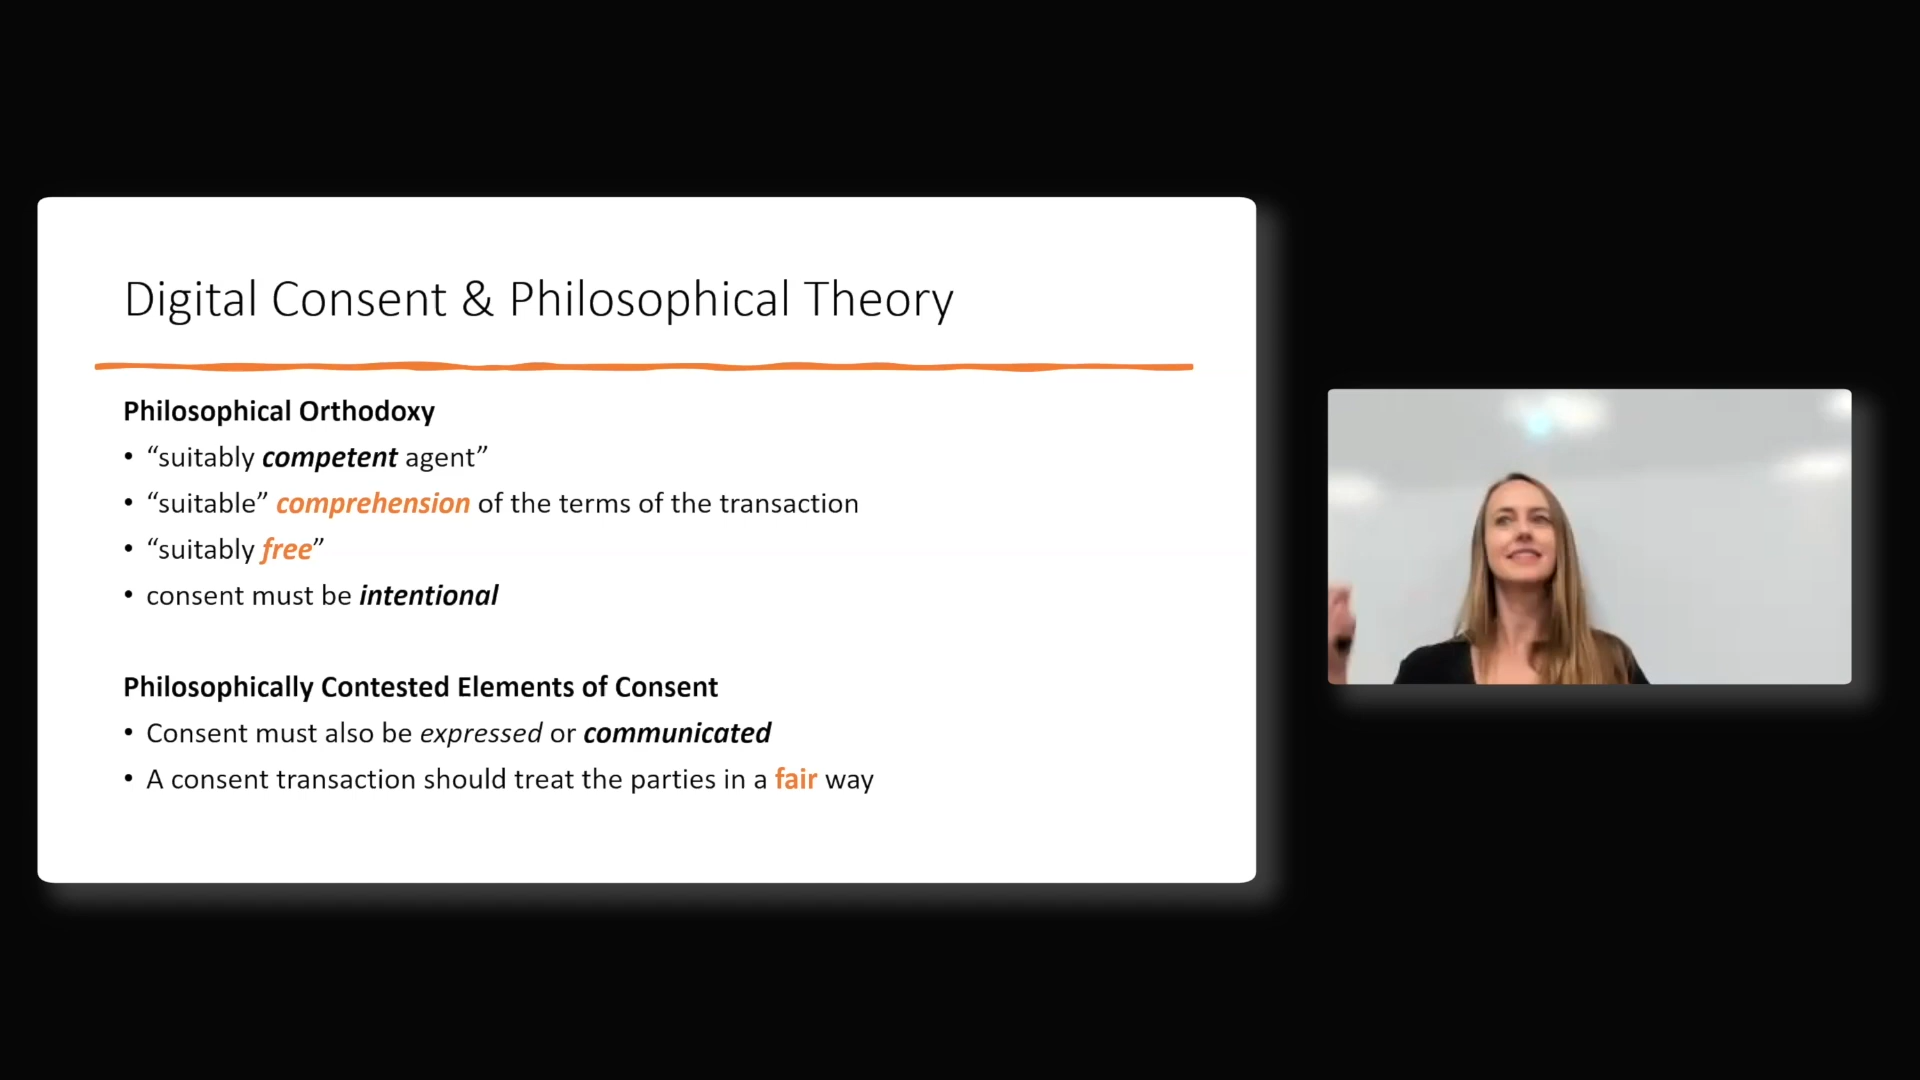 Digital Consent & Philosophical Theory
Philosophical Orthodoxy
• “suitably competent agent”
• “suitable” comprehension of the terms of the transaction
• “suitably free”
• consent must be intentional
Philosophically Contested Elements of Consent
• Consent must also be expressed or communicated
• A consent transaction should treat the parties in a fair way